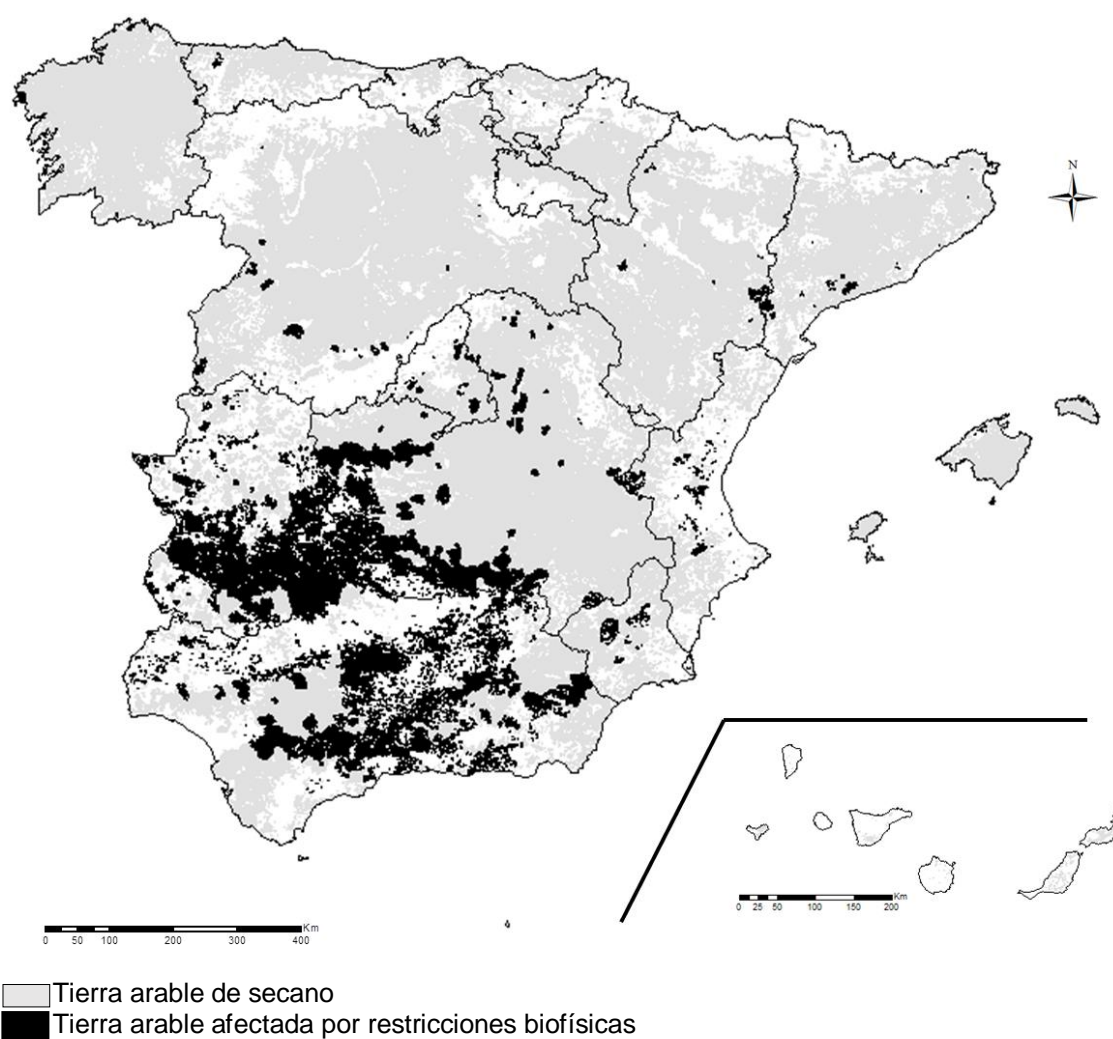 N
Km
0 25 50 100 150 200
Km
0 50 100 200 300 400
Tierra arable de secano
Tierra arable afectada por restricciones biofísicas